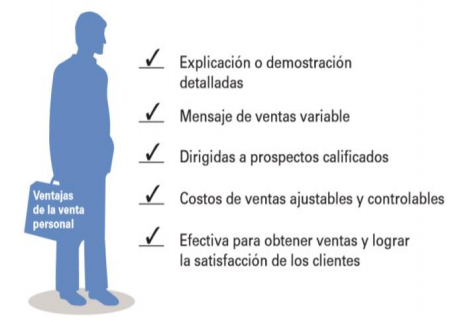 ✓ Explicación o demostración
detalladas
✓ Mensaje de ventas variable
✓ Dirigidas a prospectos calificados
✓ Costos de ventas ajustables y controlables
✓ Efectiva para obtener ventas y lograr
la satisfacción de los clientes
Ventajas
de la venta
personal